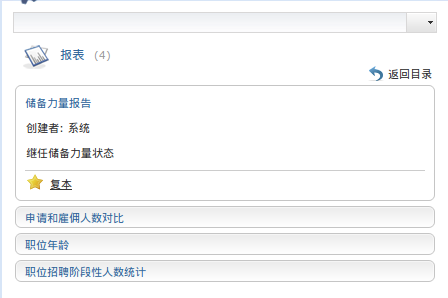 报表 (4)
返回目录
储备力量报告
创建者: 系统
继任储备力量状态
复本
申请和雇佣人数对比
职位年龄
职位招聘阶段性人数统计